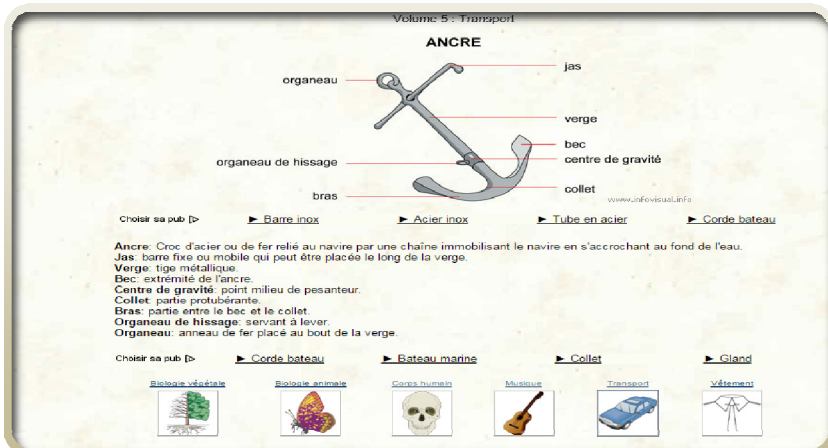 Volume 5 : Transport
ANCRE
jas
organeau
verge
bec
centre de gravité
organeau de hissage
collet
bras
www.infovisual.info
Choisir sa pub ▷ ► Barre inox ► Acier inox ► Tube en acier ► Corde bateau
Ancre: Croc d'acier ou de fer relié au navire par une chaîne immobilisant le navire en s'accrochant au fond de l'eau.
Jas: barre fixe ou mobile qui peut être placée le long de la verge.
Verge: tige métallique.
Bec: extrémité de l'ancre.
Centre de gravité: point milieu de pesanteur.
Collet: partie protubérante.
Bras: partie entre le bec et le collet.
Organeau de hissage: servant à lever.
Organeau: anneau de fer placé au bout de la verge.
Choisir sa pub ▷ ► Corde bateau ► Bateau marine ► Collet ► Gland
Biologie végétale Biologie animale Corps humain Musique Transport Vêtement